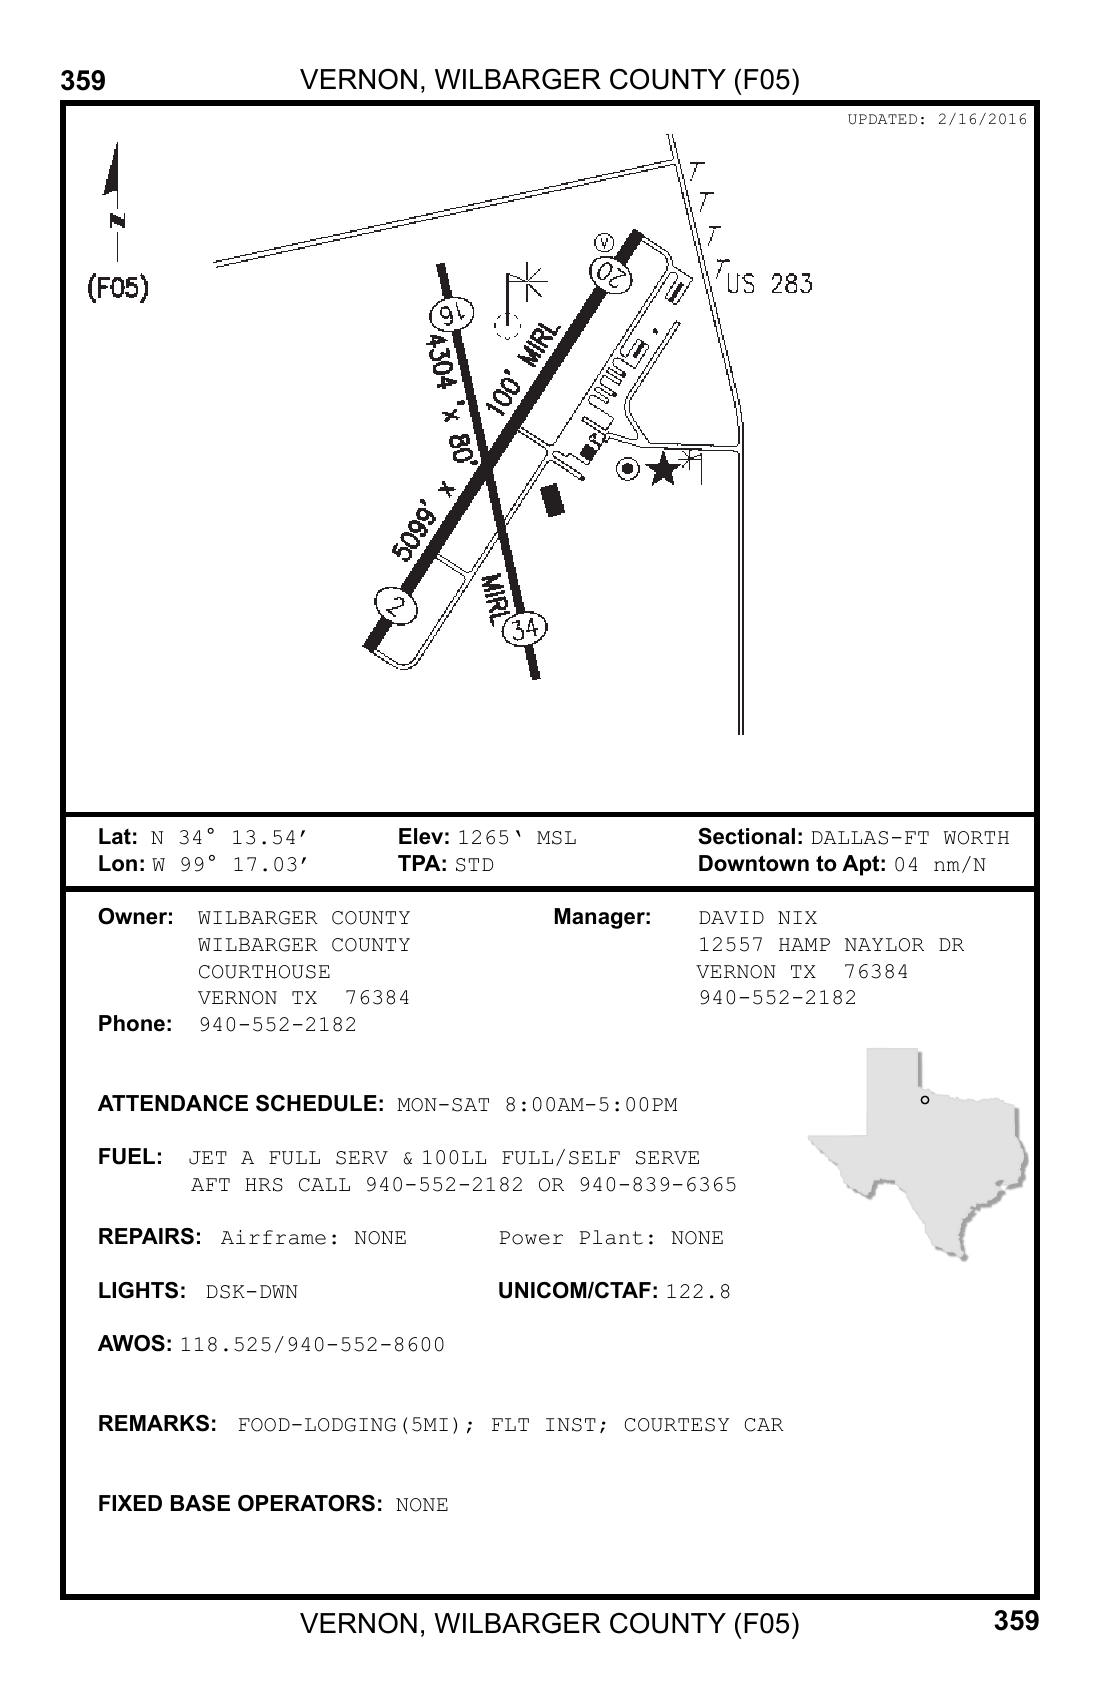 359 VERNON, WILBARGER COUNTY (F05)
UPDATED: 2/16/2016
N
(F05)
V
20
US 283
16
4304 'x 80'
MIRL
5099' x 100' MIRL
2
34
Lat: N 34° 13.54′ Elev: 1265‘ MSL Sectional: DALLAS-FT WORTH
Lon: W 99° 17.03′ TPA: STD Downtown to Apt: 04 nm/N
Owner: WILBARGER COUNTY Manager: DAVID NIX
WILBARGER COUNTY 12557 HAMP NAYLOR DR
COURTHOUSE VERNON TX 76384
VERNON TX 76384 940-552-2182
Phone: 940-552-2182
ATTENDANCE SCHEDULE: MON-SAT 8:00AM-5:00PM
FUEL: JET A FULL SERV & 100LL FULL/SELF SERVE
AFT HRS CALL 940-552-2182 OR 940-839-6365
REPAIRS: Airframe: NONE Power Plant: NONE
LIGHTS: DSK-DWN UNICOM/CTAF: 122.8
AWOS: 118.525/940-552-8600
REMARKS: FOOD-LODGING(5MI); FLT INST; COURTESY CAR
FIXED BASE OPERATORS: NONE
VERNON, WILBARGER COUNTY (F05) 359